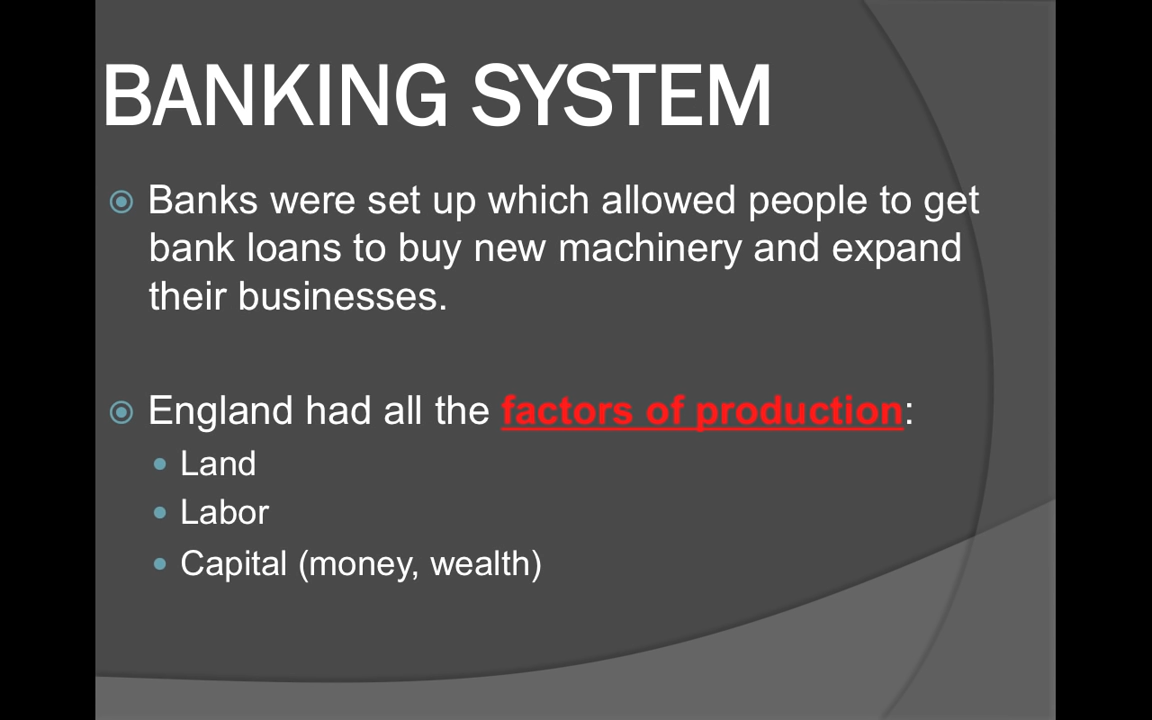 BANKING SYSTEM
Banks were set up which allowed people to get
bank loans to buy new machinery and expand
their businesses.
England had all the factors of production:
Land
Labor
Capital (money, wealth)